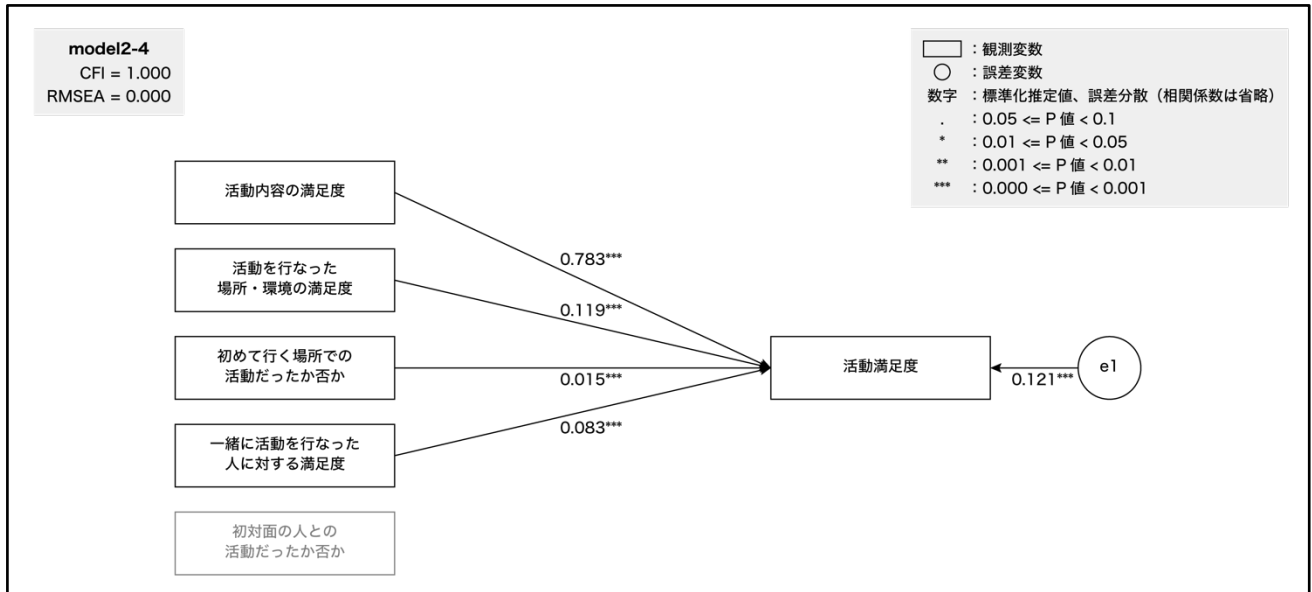 model2-4
CFI = 1.000
RMSEA = 0.000
：観測変数
：誤差変数
数字 ：標準化推定値、誤差分散（相関係数は省略）
. ：0.05 <= P 値 < 0.1
* ：0.01 <= P 値 < 0.05
** ：0.001 <= P 値 < 0.01
*** ：0.000 <= P 値 < 0.001
活動内容の満足度
活動を行なった
場所・環境の満足度
初めて行く場所での
活動だったか否か
一緒に活動を行なった
人に対する満足度
初対面の人との
活動だったか否か
0.783***
0.119***
0.015***
0.083***
活動満足度
0.121***
e1